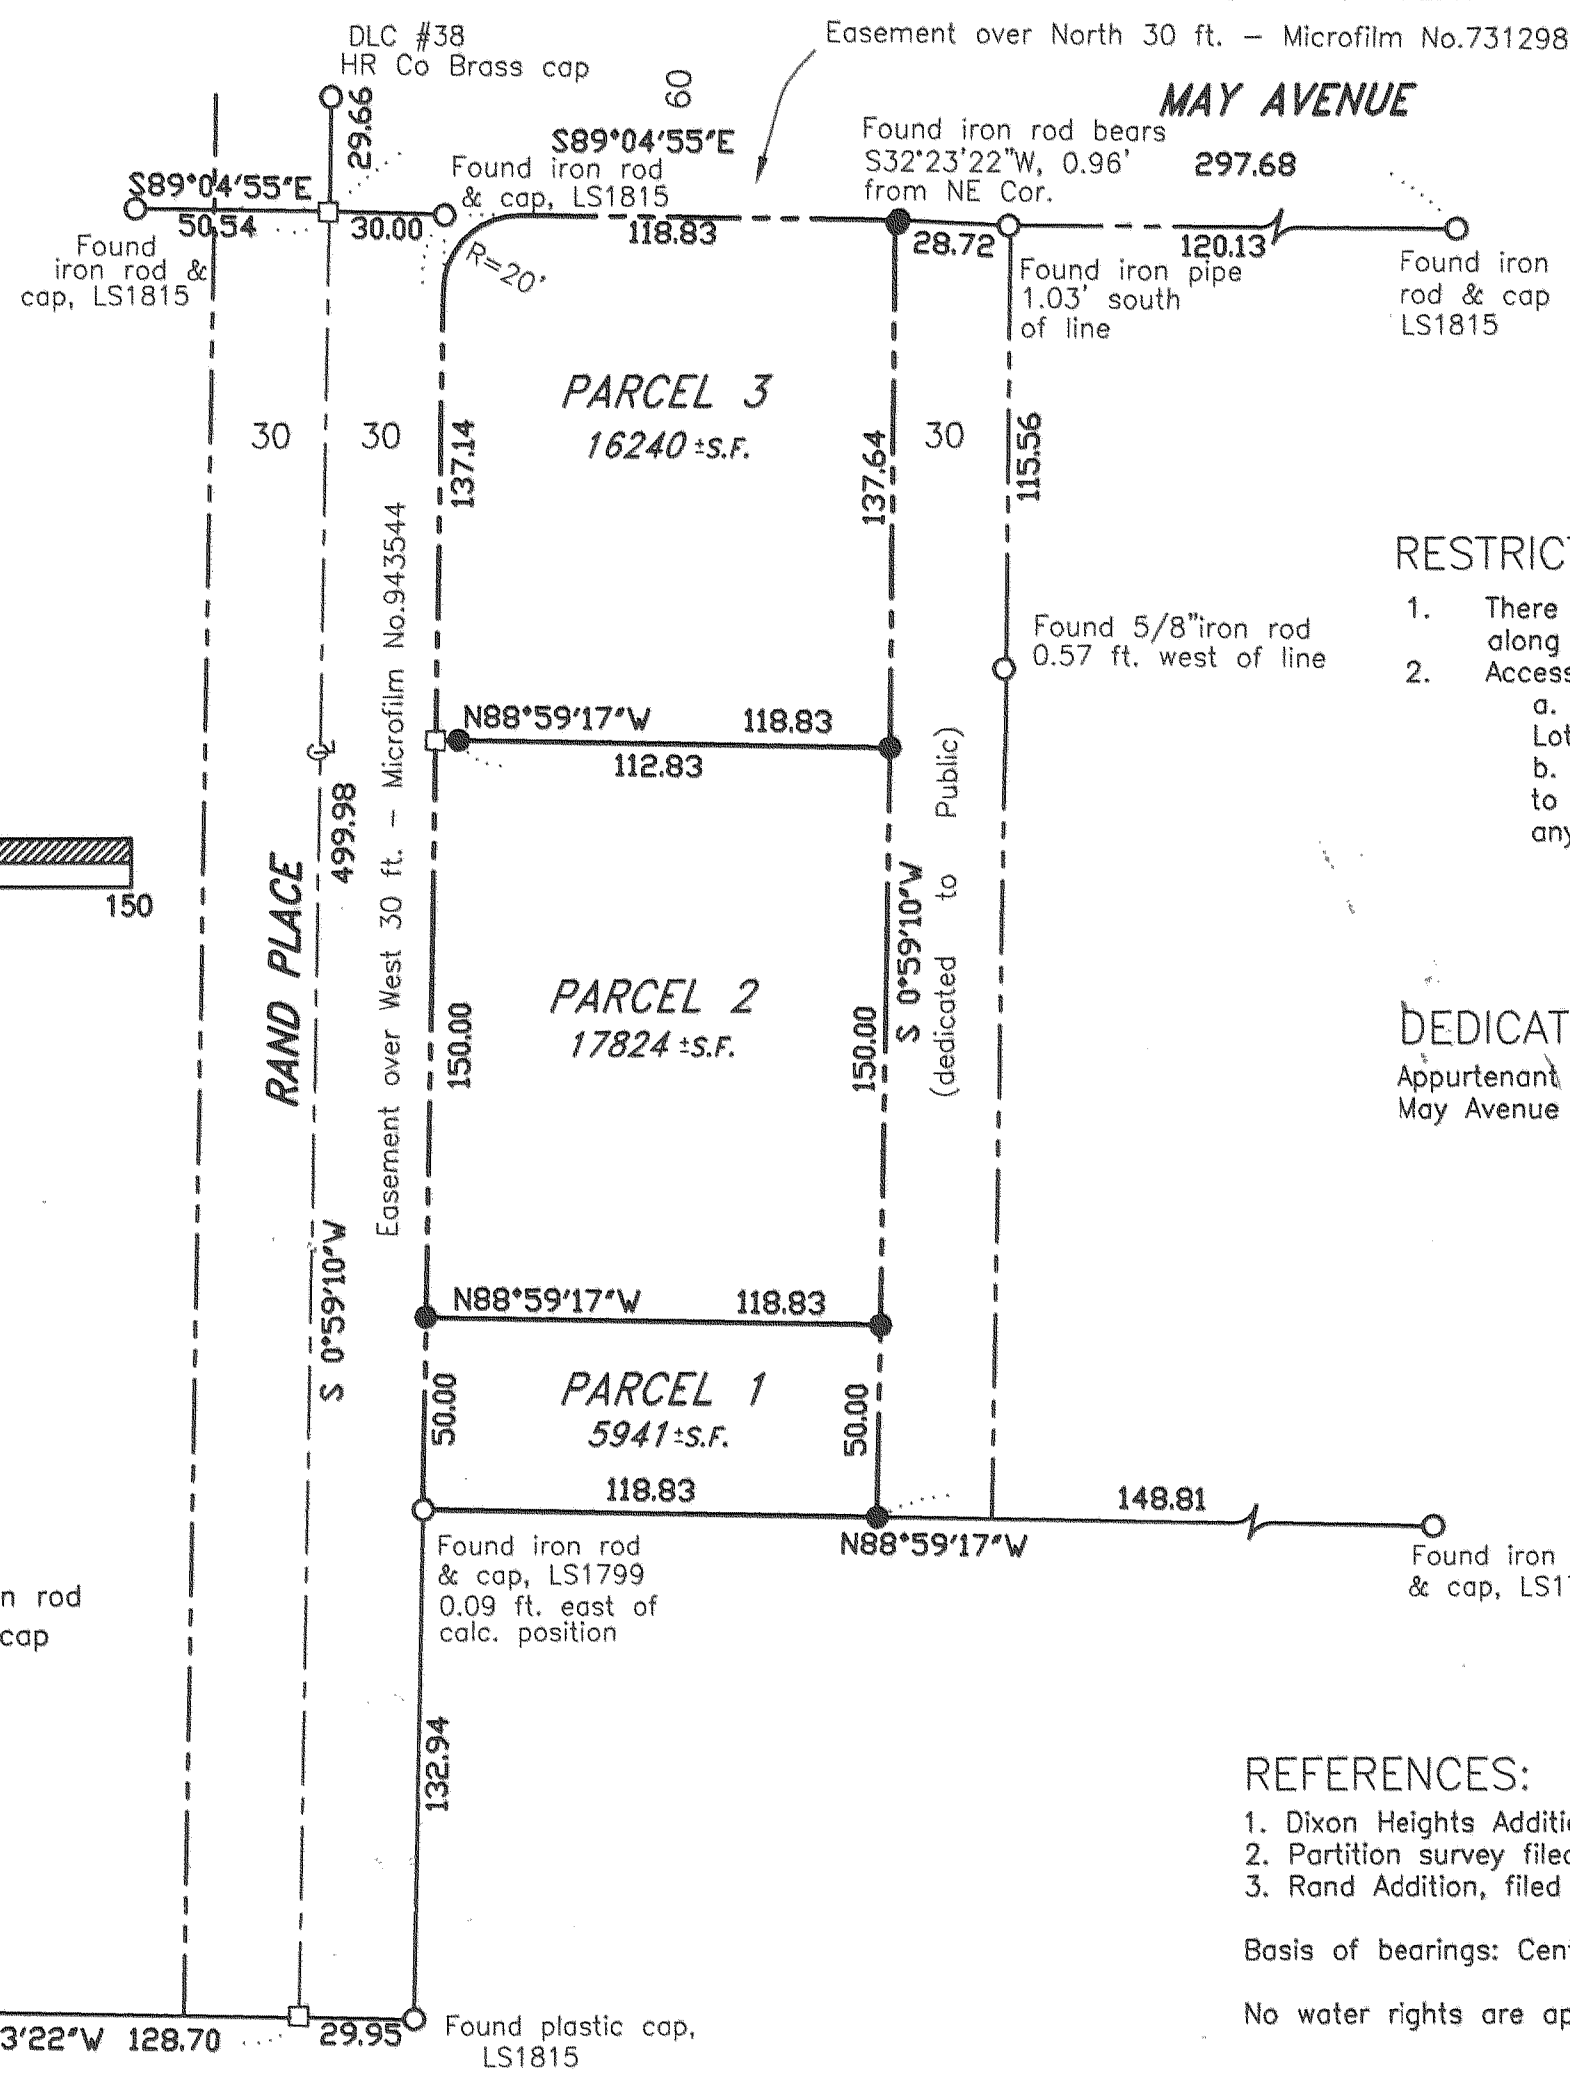 Easement over North 30 ft. – Microfilm No.731298
DLC #38
HR Co Brass cap
60
MAY AVENUE
29.66
S89°04'55"E
Found iron rod bears
S32°23'22"W, 0.96'
from NE Cor.
297.68
S89°04'55"E
Found iron rod
& cap, LS1815
50.54
30.00
118.83
28.72
120.13
Found
iron rod &
cap, LS1815
R=20'
Found iron pipe
1.03' south
of line
Found iron
rod & cap
LS1815
PARCEL 3
16240 ±S.F.
30
30
137.14
137.64
30
115.56
Easement over West 30 ft. – Microfilm No.943544
RESTRIC
1. There
along
2. Access
a.
Lot
b.
to
any
Found 5/8"iron rod
0.57 ft. west of line
N88°59'17"W 118.83
112.83
499.98
150
RAND PLACE
S 0°59'10"W
(dedicated to Public)
PARCEL 2
17824 ±S.F.
150.00
150.00
S 0°59'10"W
DEDICAT
Appurtenant
May Avenue
N88°59'17"W 118.83
PARCEL 1
5941 ±S.F.
50.00
50.00
118.83
148.81
N88°59'17"W
Found iron rod
& cap, LS1799
0.09 ft. east of
calc. position
Found iron
& cap, LS17
n rod
cap
132.94
REFERENCES:
1. Dixon Heights Additi
2. Partition survey filed
3. Rand Addition, filed
Basis of bearings: Cen
No water rights are ap
3'22"W 128.70
29.95
Found plastic cap,
LS1815